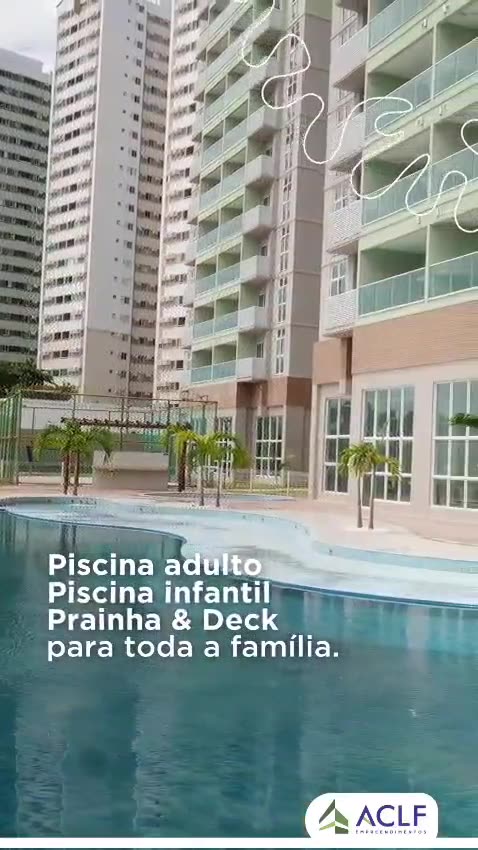 Piscina adulto
Piscina infantil
Prainha & Deck
para toda a família.
ACLF
EMPREENDIMENTOS